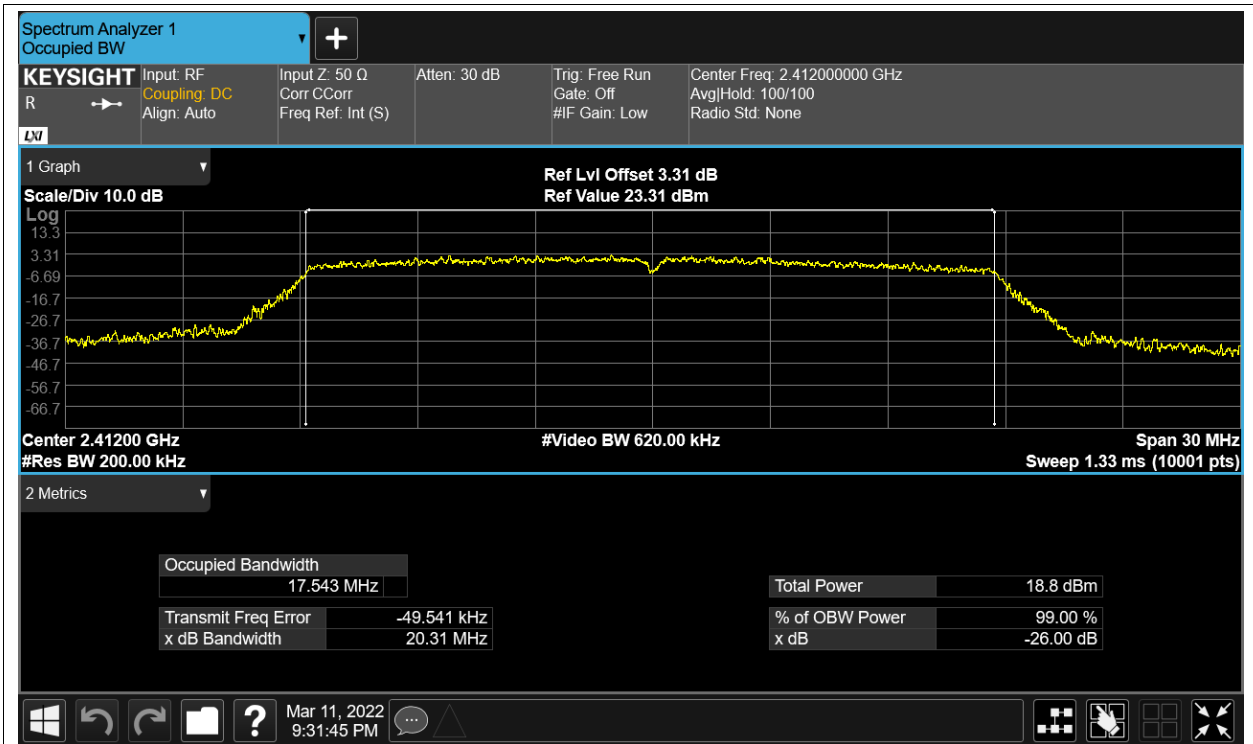 Spectrum Analyzer 1
Occupied BW
KEYSIGHT
R
LXI
Input: RF
Coupling: DC
Align: Auto
Input Z: 50 Ω
Corr CCorr
Freq Ref: Int (S)
Atten: 30 dB
Trig: Free Run
Gate: Off
#IF Gain: Low
Center Freq: 2.412000000 GHz
Avg|Hold: 100/100
Radio Std: None
1 Graph
Scale/Div 10.0 dB
Ref Lvl Offset 3.31 dB
Ref Value 23.31 dBm
Log
13.3
3.31
-6.69
-16.7
-26.7
-36.7
-46.7
-56.7
-66.7
Center 2.41200 GHz
#Video BW 620.00 kHz
Span 30 MHz
#Res BW 200.00 kHz
Sweep 1.33 ms (10001 pts)
2 Metrics
Occupied Bandwidth
17.543 MHz
Total Power 18.8 dBm
Transmit Freq Error -49.541 kHz
% of OBW Power 99.00 %
x dB Bandwidth 20.31 MHz
x dB -26.00 dB
?
Mar 11, 2022
9:31:45 PM